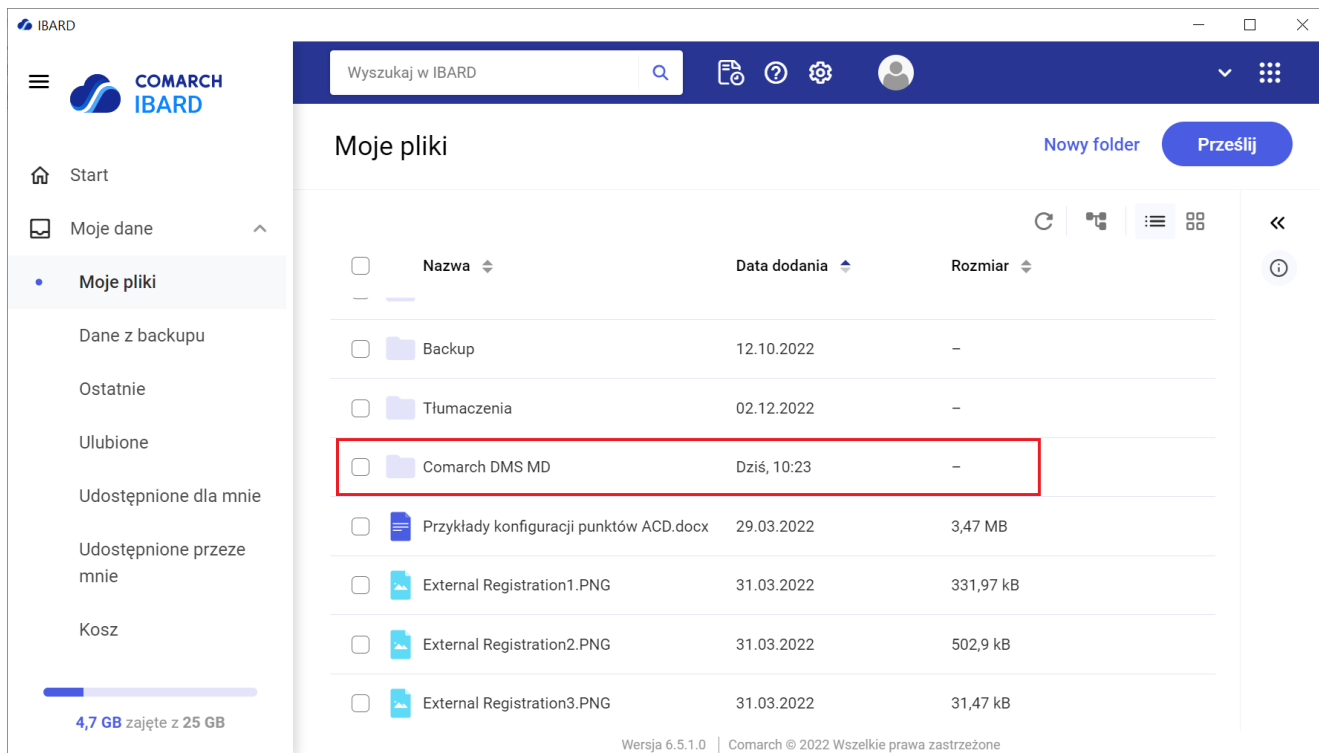 IBARD
COMARCH
IBARD
Wyszukaj w IBARD
Start
Moje dane
Moje pliki
Dane z backupu
Ostatnie
Ulubione
Udostępnione dla mnie
Udostępnione przeze
mnie
Kosz
4,7 GB zajęte z 25 GB
Moje pliki
Nowy folder
Prześlij
Nazwa Data dodania Rozmiar
Backup 12.10.2022 –
Tłumaczenia 02.12.2022 –
Comarch DMS MD Dziś, 10:23 –
Przykłady konfiguracji punktów ACD.docx 29.03.2022 3,47 MB
External Registration1.PNG 31.03.2022 331,97 kB
External Registration2.PNG 31.03.2022 502,9 kB
External Registration3.PNG 31.03.2022 31,47 kB
Wersja 6.5.1.0 | Comarch © 2022 Wszelkie prawa zastrzeżone